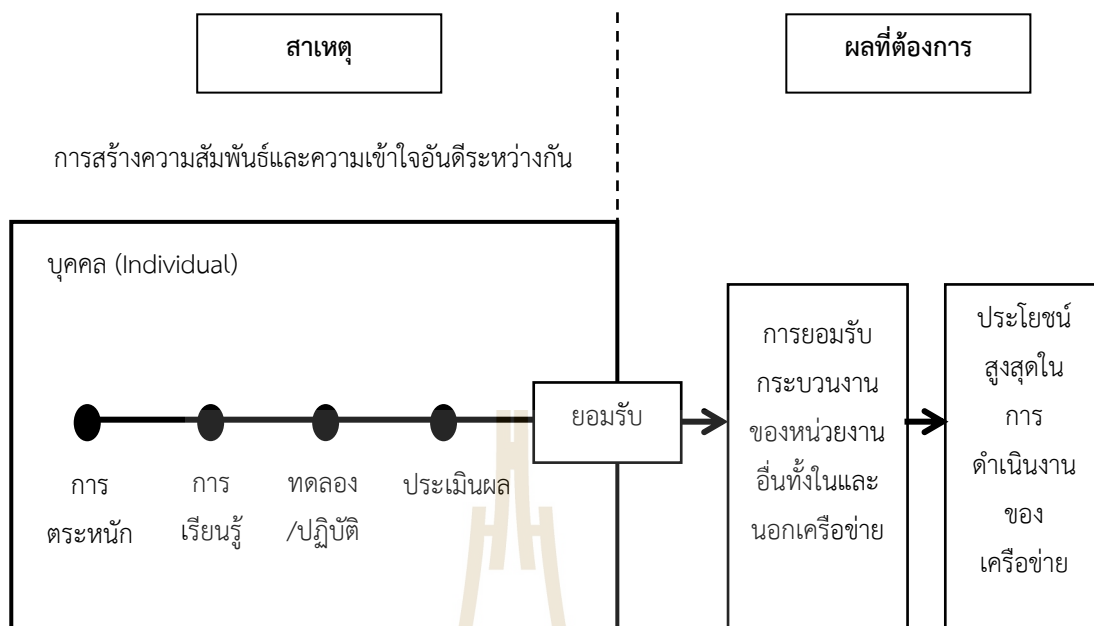 สาเหตุ
ผลที่ต้องการ
การสร้างความสัมพันธ์และความเข้าใจอันดีระหว่างกัน
บุคคล (Individual)
การ
ตระหนัก
การ
เรียนรู้
ทดลอง
/ปฏิบัติ
ประเมินผล
ยอมรับ
การยอมรับ
กระบวนงาน
ของหน่วยงาน
อื่นทั้งในและ
นอกเครือข่าย
ประโยชน์
สูงสุดใน
การ
ดำเนินงาน
ของ
เครือข่าย